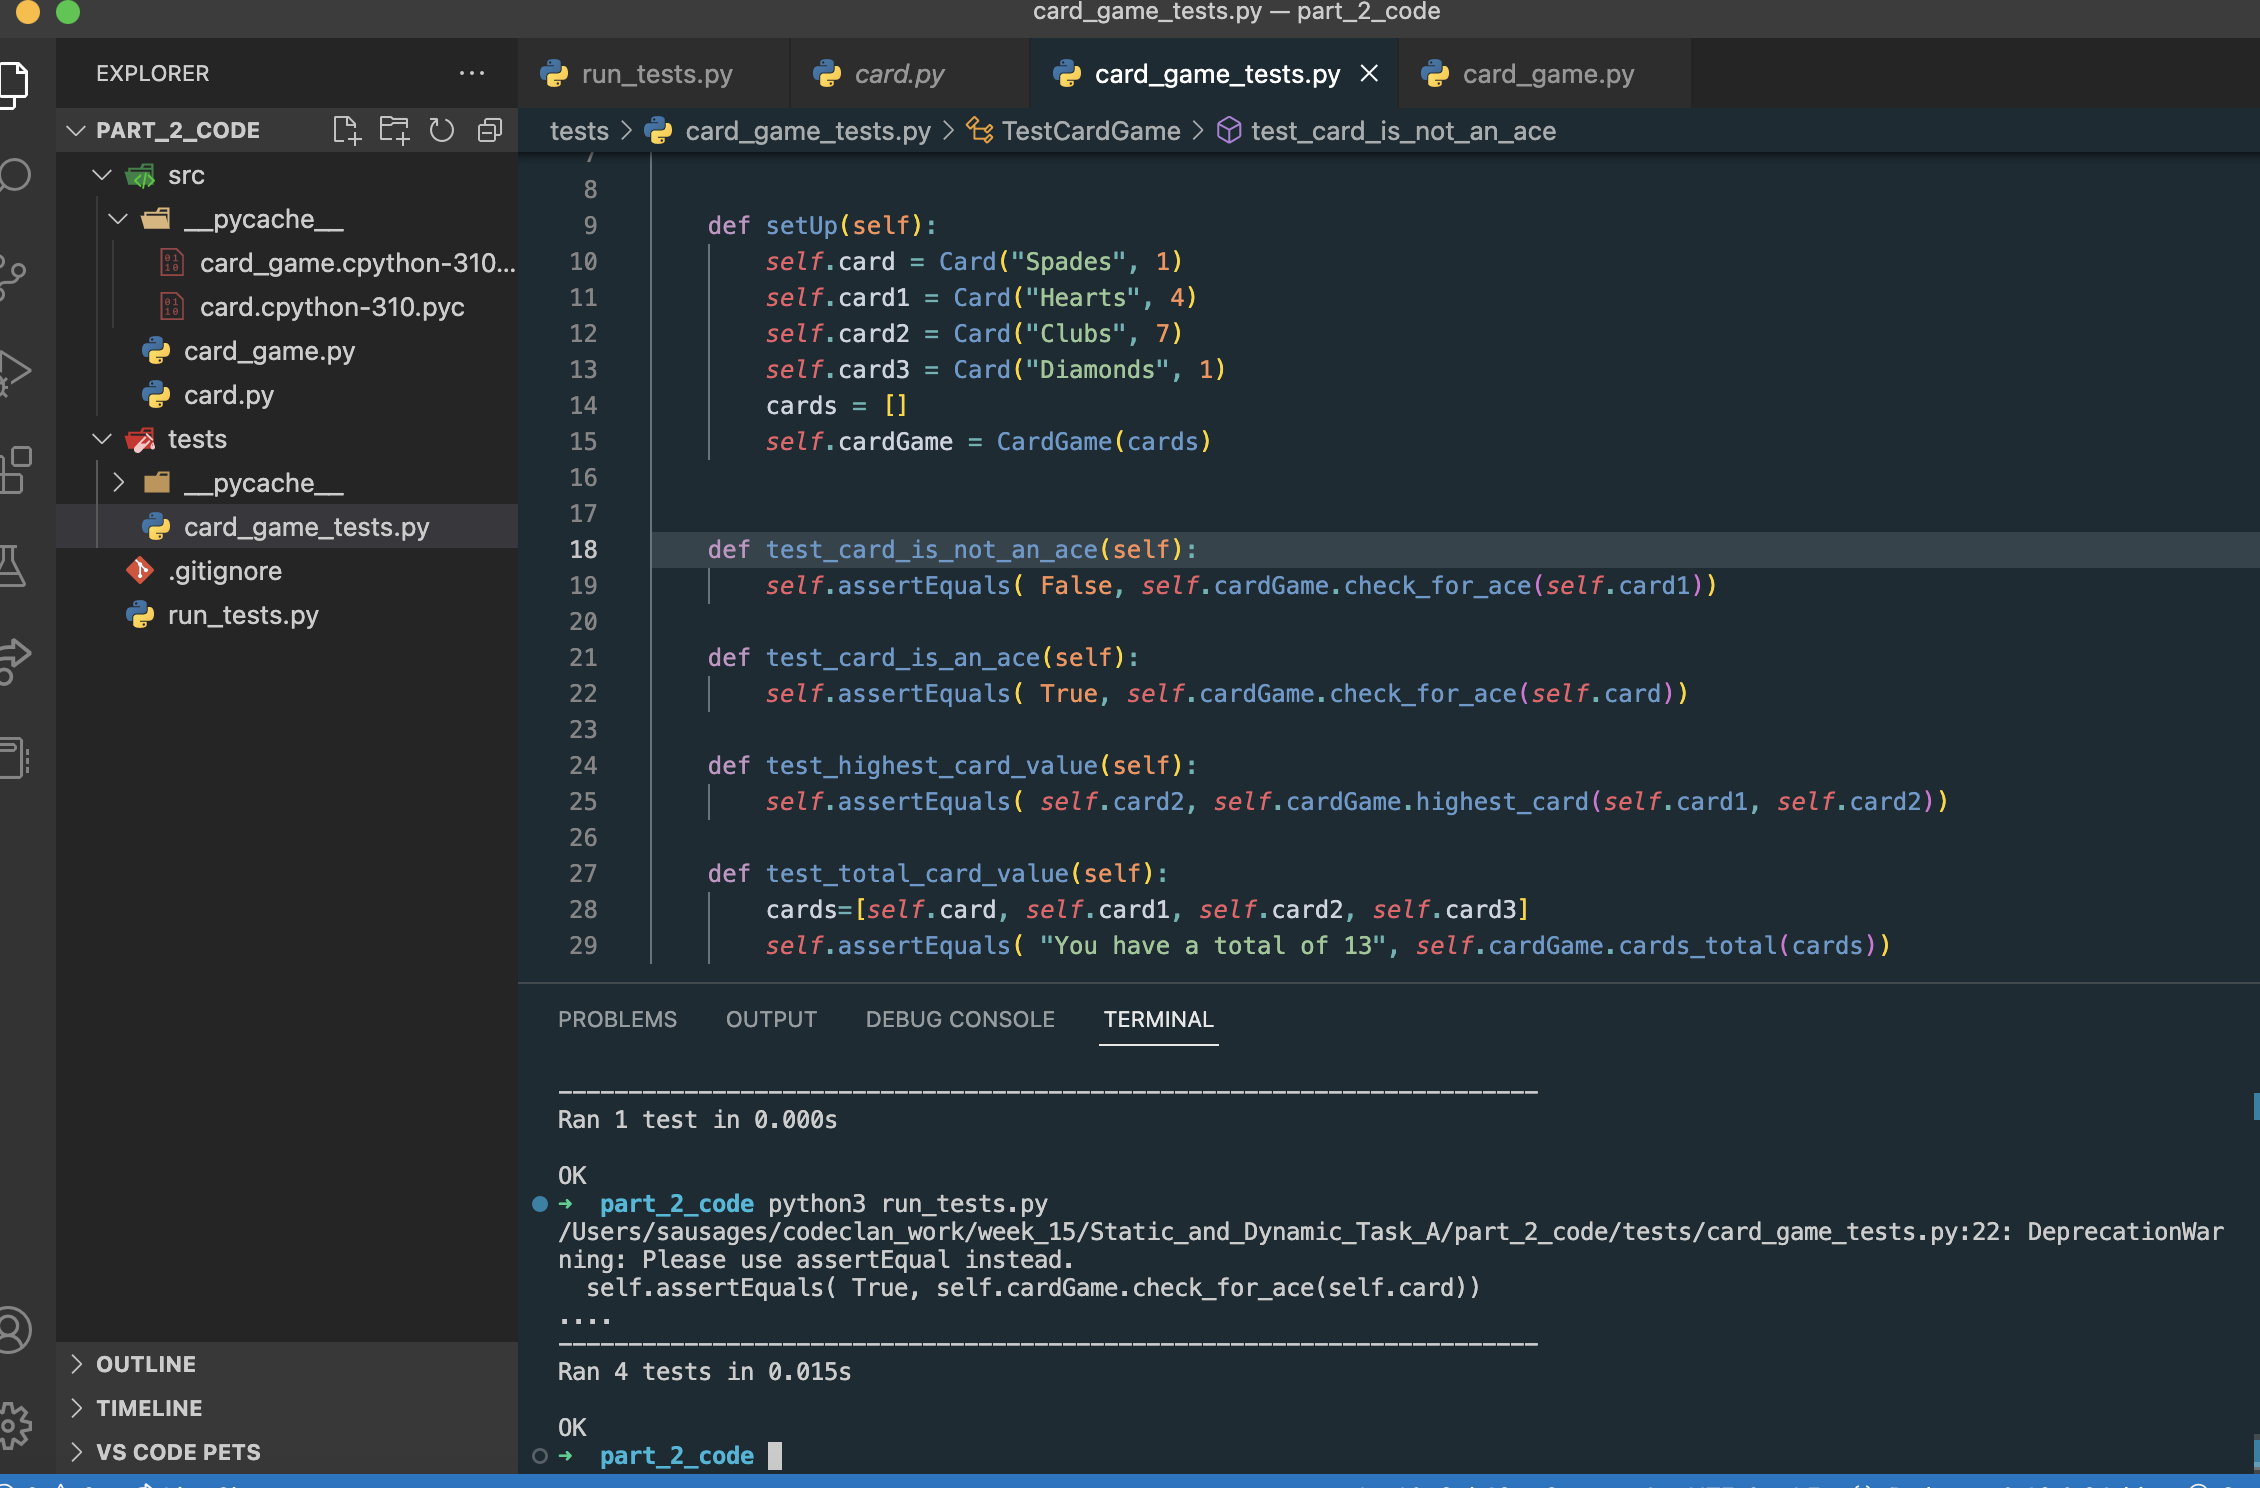 card_game_tests.py — part_2_code
EXPLORER
run_tests.py
card.py
card_game_tests.py
card_game.py
PART_2_CODE
tests > card_game_tests.py > TestCardGame > test_card_is_not_an_ace
src
__pycache__
card_game.cpython-310...
card.cpython-310.pyc
card_game.py
card.py
tests
__pycache__
card_game_tests.py
.gitignore
run_tests.py
OUTLINE
TIMELINE
VS CODE PETS
7
8
9 def setUp(self):
10 self.card = Card("Spades", 1)
11 self.card1 = Card("Hearts", 4)
12 self.card2 = Card("Clubs", 7)
13 self.card3 = Card("Diamonds", 1)
14 cards = []
15 self.cardGame = CardGame(cards)
16
17
18 def test_card_is_not_an_ace(self):
19 self.assertEquals( False, self.cardGame.check_for_ace(self.card1))
20
21 def test_card_is_an_ace(self):
22 self.assertEquals( True, self.cardGame.check_for_ace(self.card))
23
24 def test_highest_card_value(self):
25 self.assertEquals( self.card2, self.cardGame.highest_card(self.card1, self.card2))
26
27 def test_total_card_value(self):
28 cards=[self.card, self.card1, self.card2, self.card3]
29 self.assertEquals( "You have a total of 13", self.cardGame.cards_total(cards))
PROBLEMS OUTPUT DEBUG CONSOLE TERMINAL
----------------------------------------------------------------------
Ran 1 test in 0.000s
OK
➜ part_2_code python3 run_tests.py
/Users/sausages/codeclan_work/week_15/Static_and_Dynamic_Task_A/part_2_code/tests/card_game_tests.py:22: DeprecationWar
ning: Please use assertEqual instead.
self.assertEquals( True, self.cardGame.check_for_ace(self.card))
....
----------------------------------------------------------------------
Ran 4 tests in 0.015s
OK
➜ part_2_code